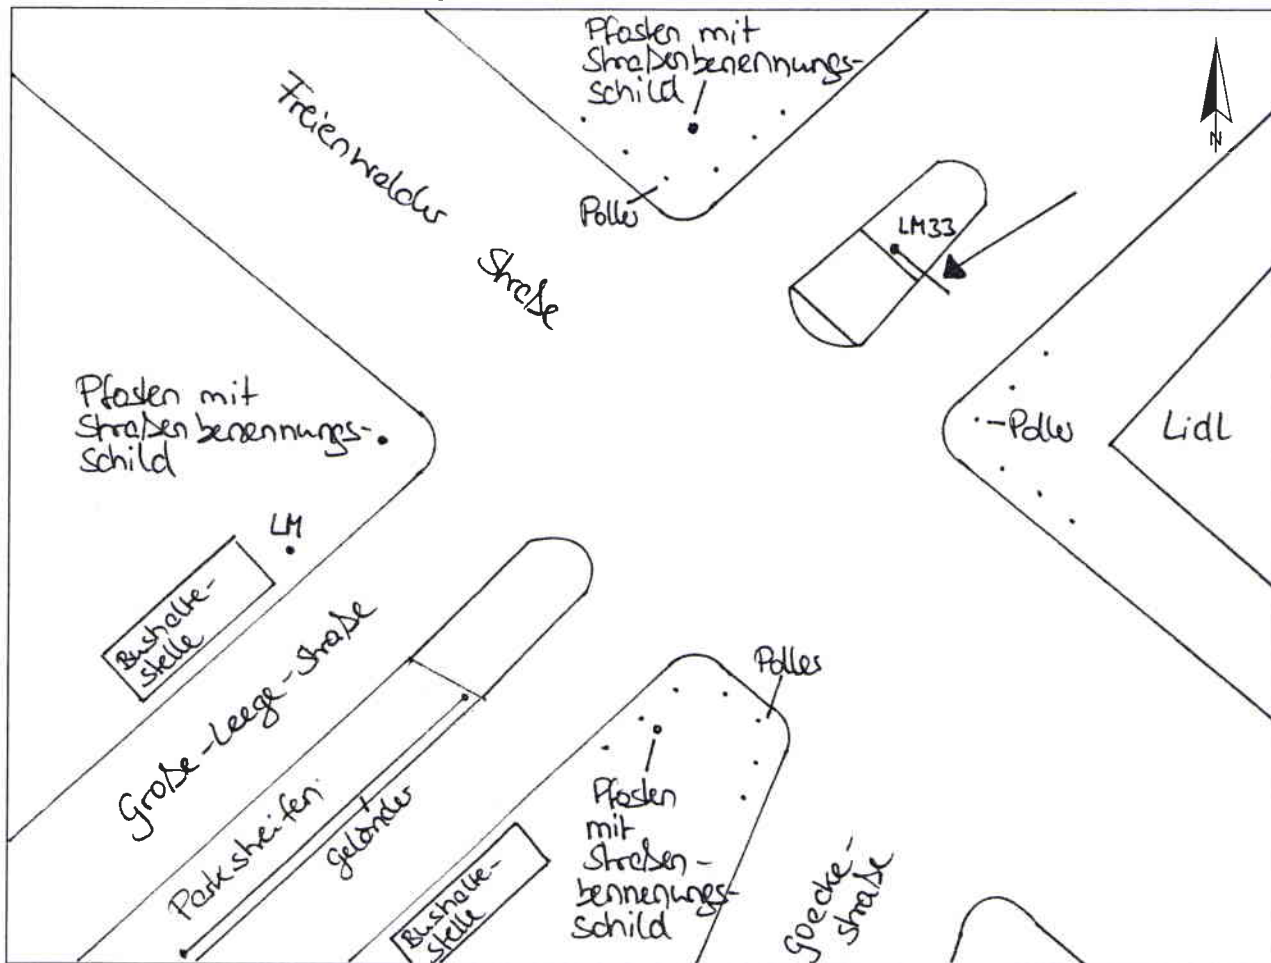 Pfosten mit
Straßenbenennungs-
schild
N
Freienwalder
Straße
Poller
LM33
Pfosten mit
Straßenbenennungs-
schild
Poller
Lidl
LM
Bushalte-
stelle
Große-Leege-Straße
Poller
Parkstreifen
Geländer
Pfosten
mit
Straßen-
bennenungs-
schild
Bushalte-
stelle
Goecke-
straße